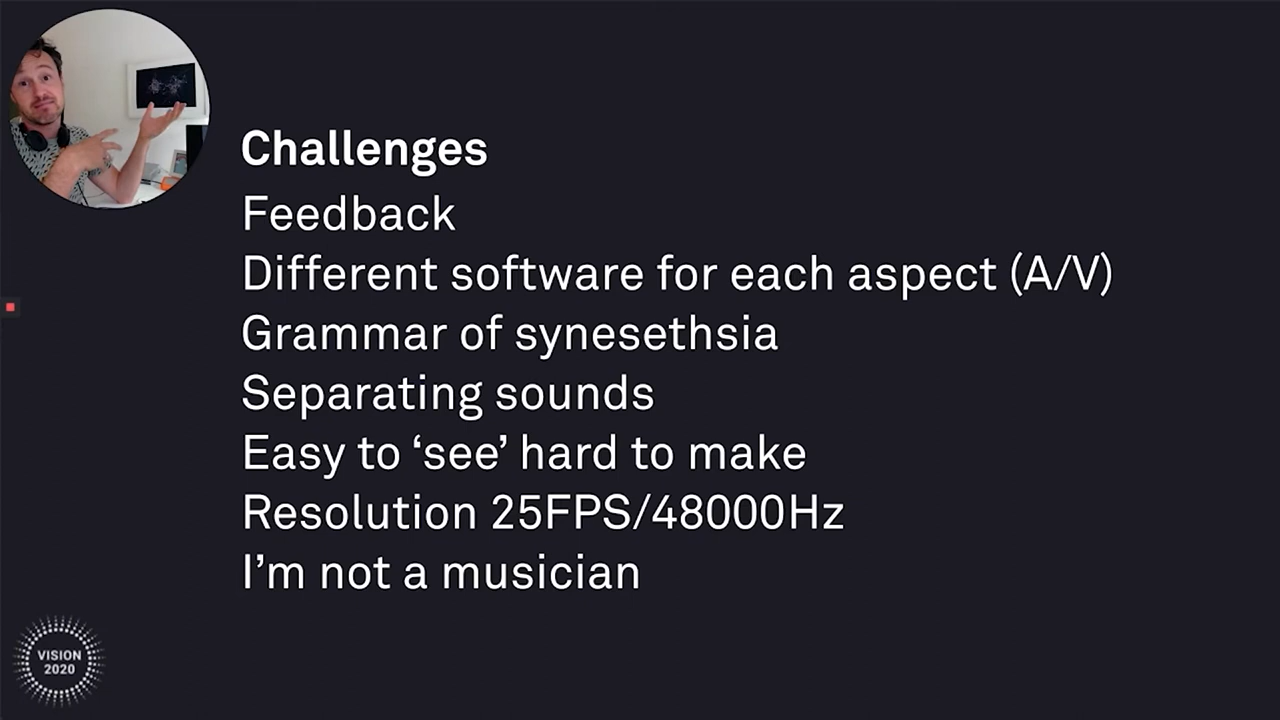 Challenges
Feedback
Different software for each aspect (A/V)
Grammar of synesethsia
Separating sounds
Easy to ‘see’ hard to make
Resolution 25FPS/48000Hz
I’m not a musician
VISION
2020